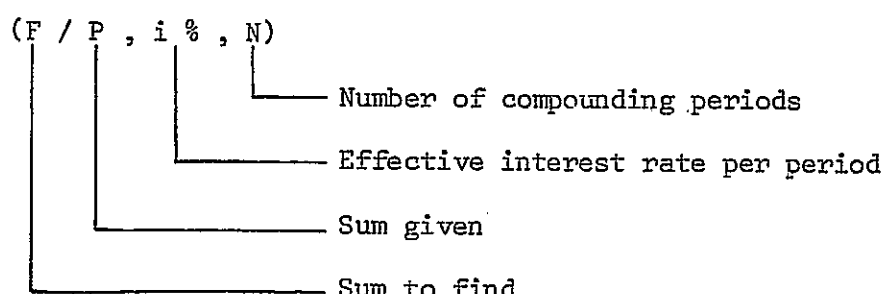 (F / P , i % , N)
Number of compounding periods
Effective interest rate per period
Sum given
Sum to find